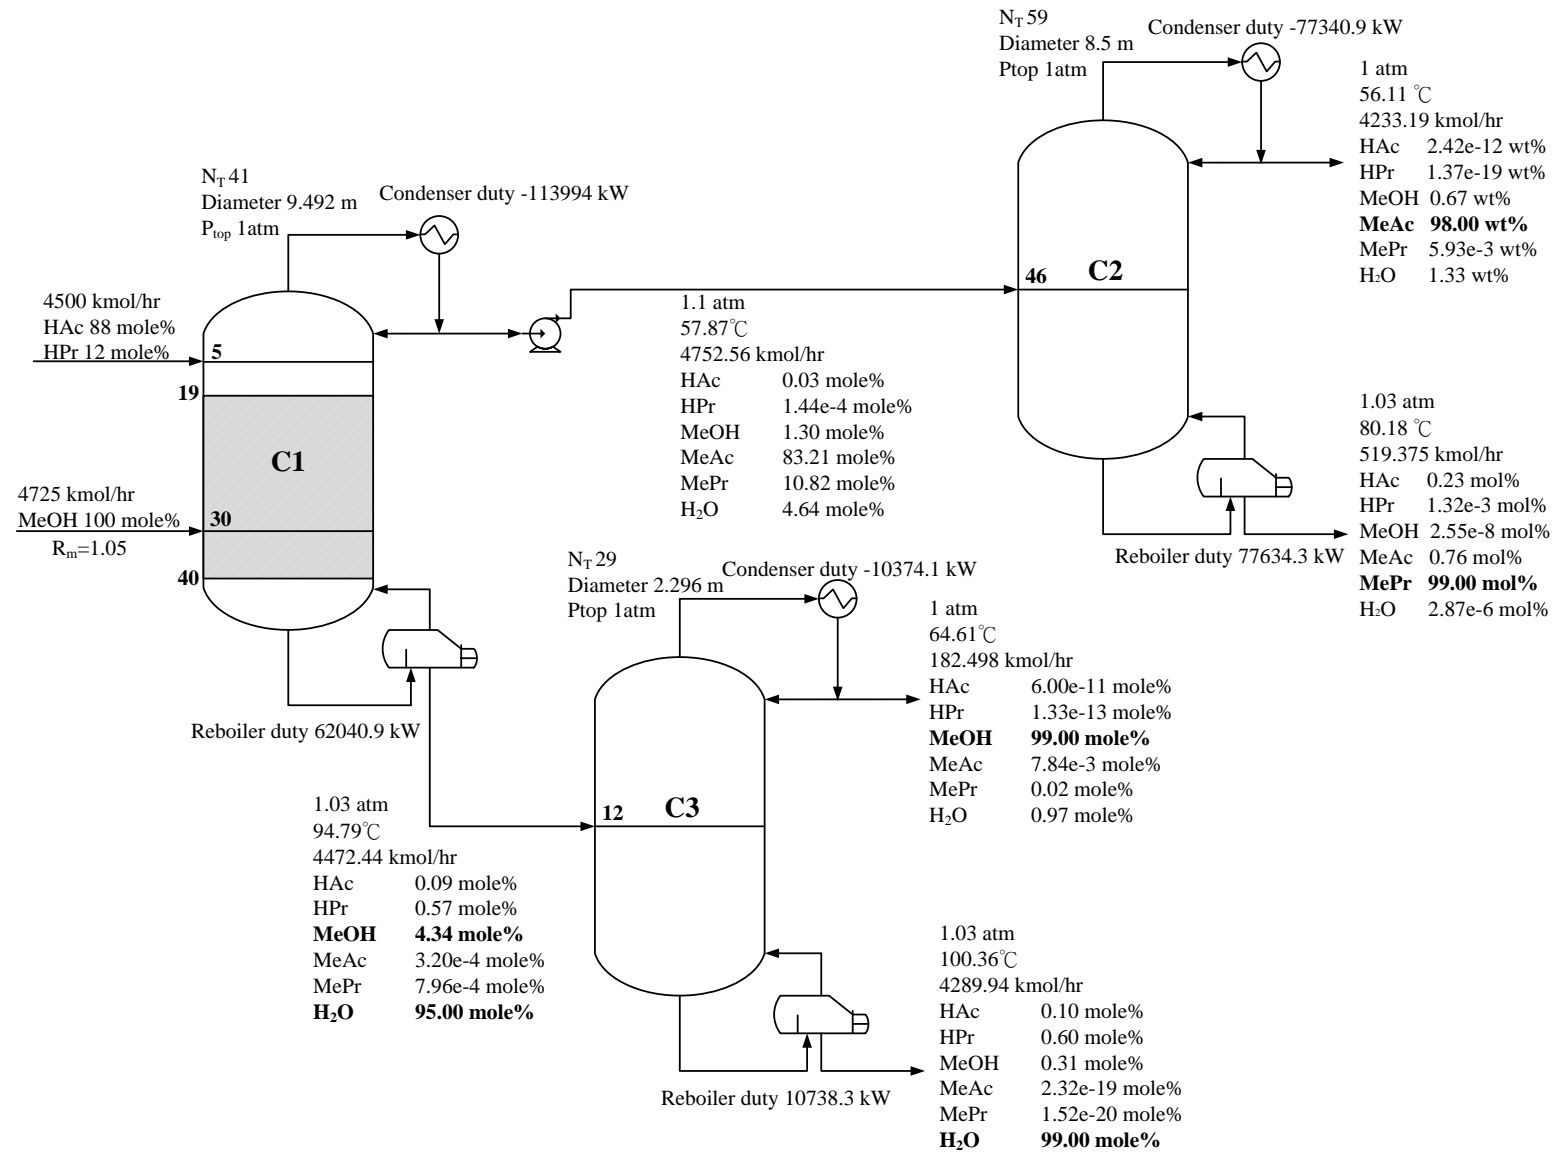 N_T 59
Diameter 8.5 m
Ptop 1atm
Condenser duty -77340.9 kW
1 atm
56.11 ℃
4233.19 kmol/hr
HAc 2.42e-12 wt%
HPr 1.37e-19 wt%
MeOH 0.67 wt%
MeAc 98.00 wt%
MePr 5.93e-3 wt%
H₂O 1.33 wt%
46 C2
N_T 41
Diameter 9.492 m
P_top 1atm
Condenser duty -113994 kW
4500 kmol/hr
HAc 88 mole%
HPr 12 mole%
5
19
C1
4725 kmol/hr
MeOH 100 mole%
R_m=1.05
30
40
1.1 atm
57.87℃
4752.56 kmol/hr
HAc 0.03 mole%
HPr 1.44e-4 mole%
MeOH 1.30 mole%
MeAc 83.21 mole%
MePr 10.82 mole%
H₂O 4.64 mole%
1.03 atm
80.18 ℃
519.375 kmol/hr
HAc 0.23 mol%
HPr 1.32e-3 mol%
MeOH 2.55e-8 mol%
MeAc 0.76 mol%
MePr 99.00 mol%
H₂O 2.87e-6 mol%
Reboiler duty 77634.3 kW
Reboiler duty 62040.9 kW
N_T 29
Diameter 2.296 m
Ptop 1atm
Condenser duty -10374.1 kW
1 atm
64.61℃
182.498 kmol/hr
HAc 6.00e-11 mole%
HPr 1.33e-13 mole%
MeOH 99.00 mole%
MeAc 7.84e-3 mole%
MePr 0.02 mole%
H₂O 0.97 mole%
12 C3
1.03 atm
94.79℃
4472.44 kmol/hr
HAc 0.09 mole%
HPr 0.57 mole%
MeOH 4.34 mole%
MeAc 3.20e-4 mole%
MePr 7.96e-4 mole%
H₂O 95.00 mole%
1.03 atm
100.36℃
4289.94 kmol/hr
HAc 0.10 mole%
HPr 0.60 mole%
MeOH 0.31 mole%
MeAc 2.32e-19 mole%
MePr 1.52e-20 mole%
H₂O 99.00 mole%
Reboiler duty 10738.3 kW